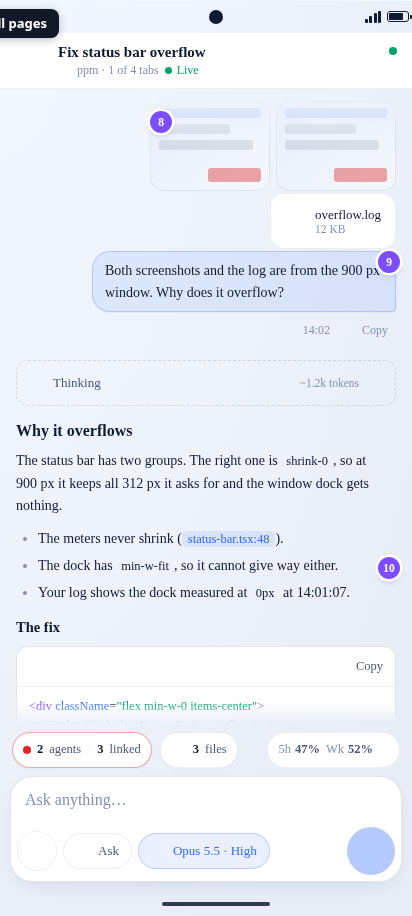 ll pages
Fix status bar overflow
ppm · 1 of 4 tabs Live
8
overflow.log
12 KB
9
Both screenshots and the log are from the 900 px
window. Why does it overflow?
14:02 Copy
Thinking ~1.2k tokens
Why it overflows
The status bar has two groups. The right one is shrink-0 , so at
900 px it keeps all 312 px it asks for and the window dock gets
nothing.
• The meters never shrink ( status-bar.tsx:48 ).
• The dock has min-w-fit , so it cannot give way either.
10
• Your log shows the dock measured at 0px at 14:01:07.
The fix
Copy
<div className="flex min-w-0 items-center">
2 agents · 3 linked 3 files 5h 47% Wk 52%
Ask anything…
Ask Opus 5.5 · High